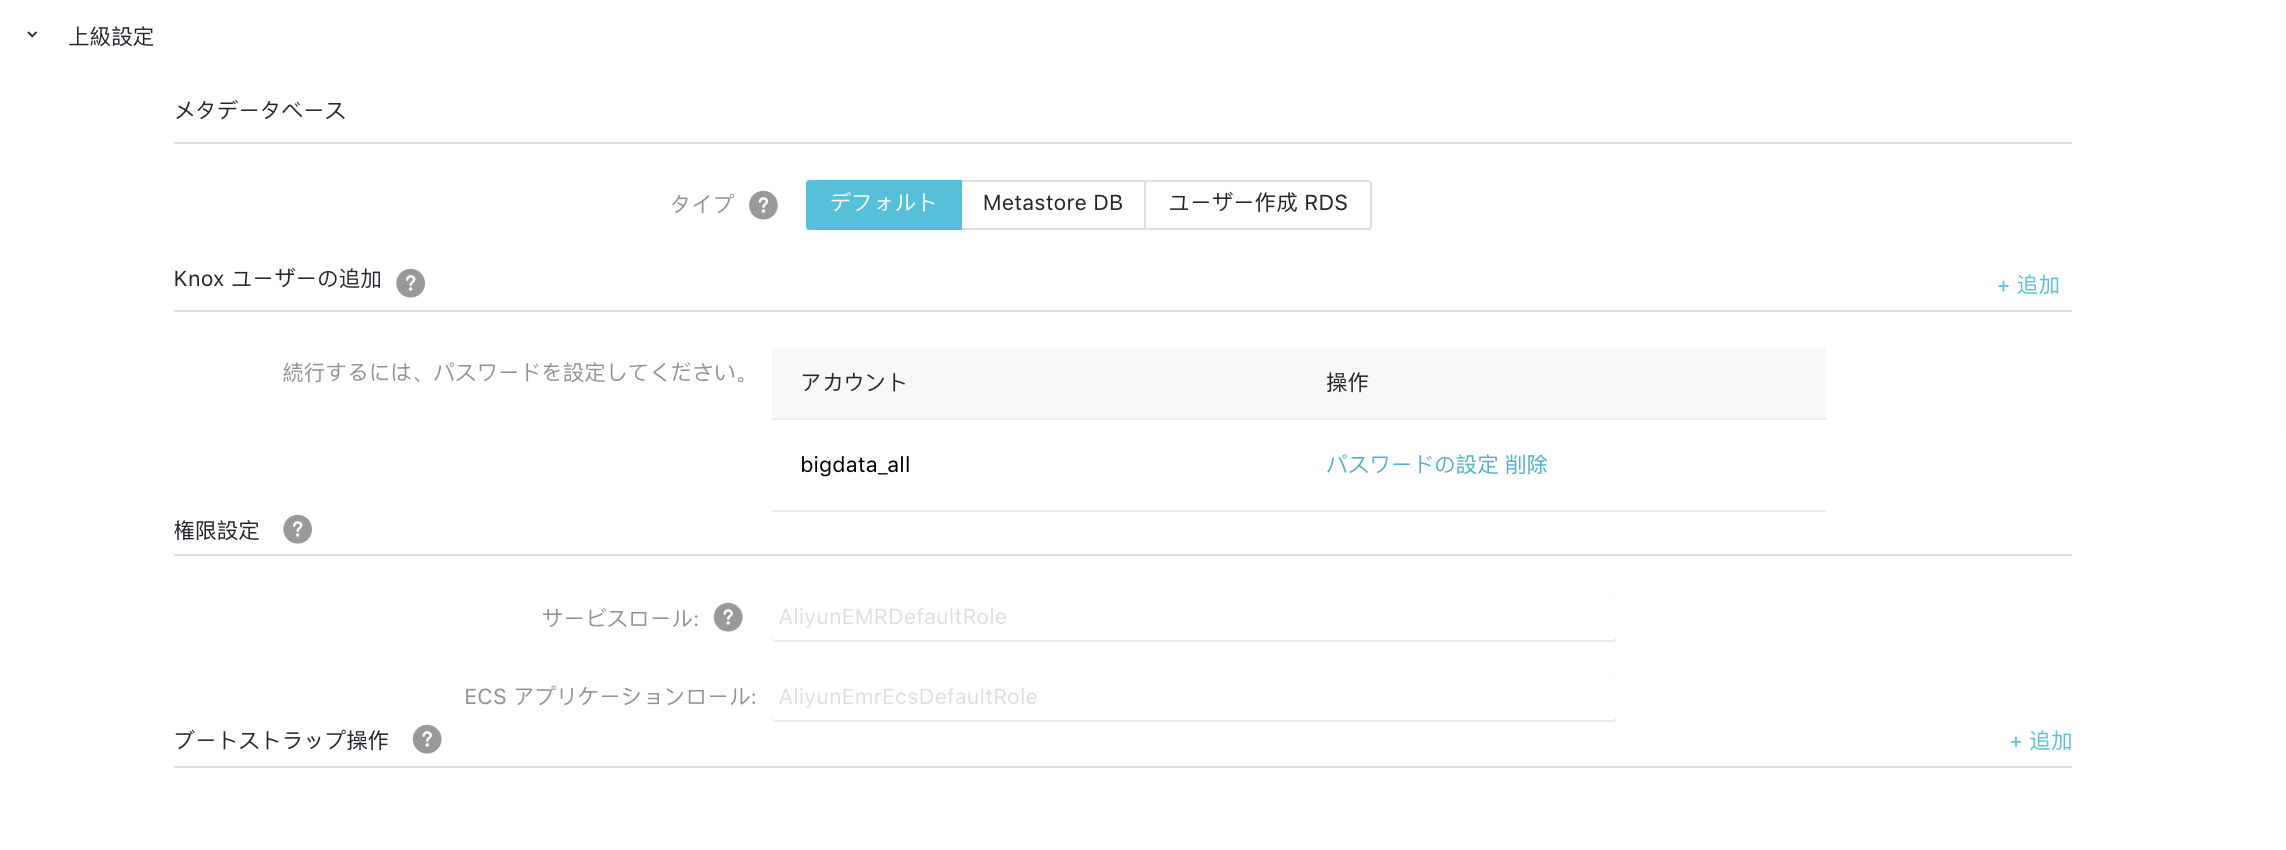 上級設定
メタデータベース
タイプ ? デフォルト Metastore DB ユーザー作成 RDS
Knox ユーザーの追加 ? + 追加
続行するには、パスワードを設定してください。 アカウント 操作
bigdata_all パスワードの設定 削除
権限設定 ?
サービスロール: ? AliyunEMRDefaultRole
ECS アプリケーションロール: AliyunEmrEcsDefaultRole
ブートストラップ操作 ? + 追加